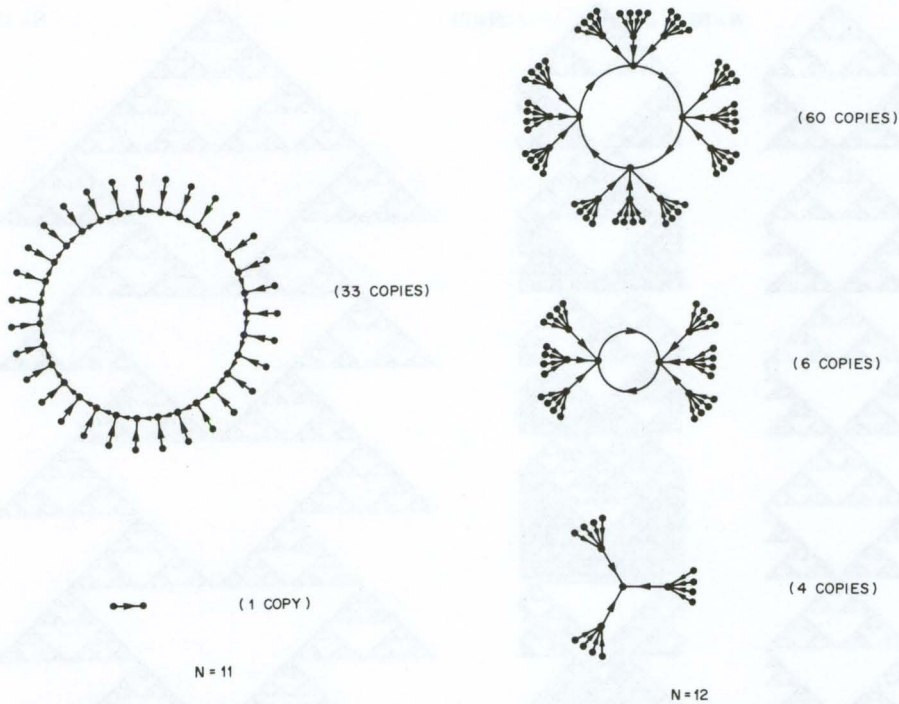 (60 COPIES)
(33 COPIES)
(6 COPIES)
(1 COPY)
(4 COPIES)
N = 11
N = 12